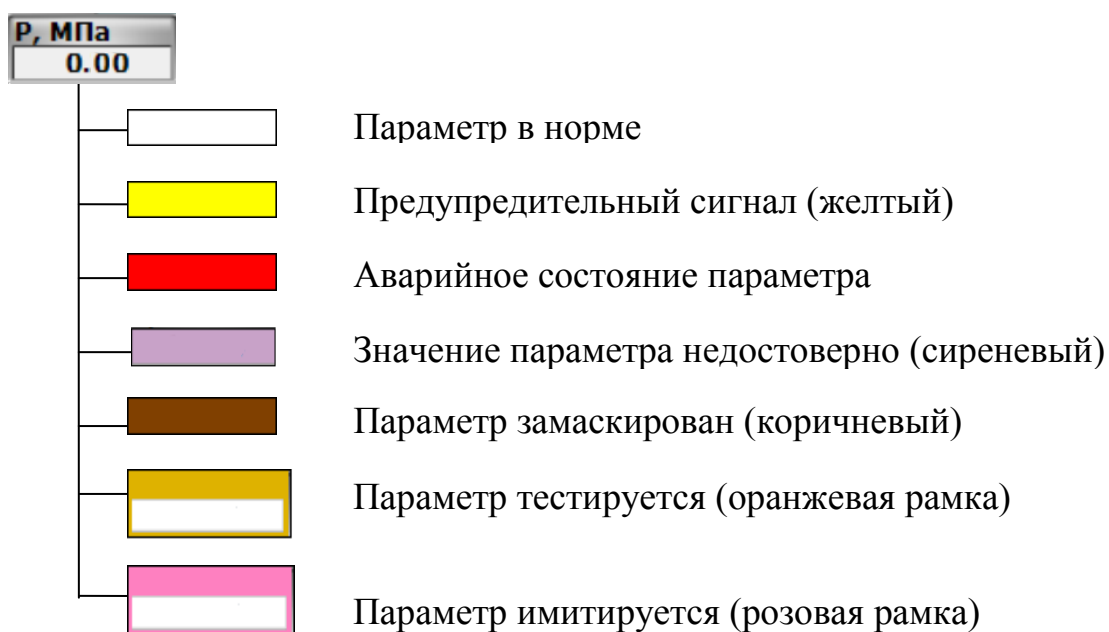 Р, МПа
0.00
Параметр в норме
Предупредительный сигнал (желтый)
Аварийное состояние параметра
Значение параметра недостоверно (сиреневый)
Параметр замаскирован (коричневый)
Параметр тестируется (оранжевая рамка)
Параметр имитируется (розовая рамка)